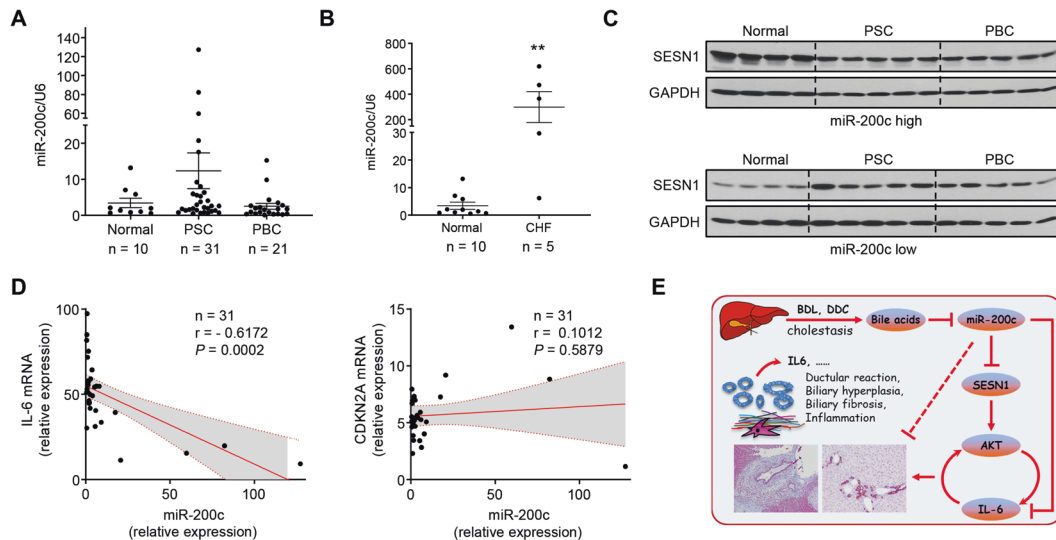 A
miR-200c/U6
140
120
100
80
60
40
20
10
0
Normal
PSC
PBC
n = 10
n = 31
n = 21
B
miR-200c/U6
800
600
400
200
30
20
10
0
**
Normal
CHF
n = 10
n = 5
C
Normal
PSC
PBC
SESN1
GAPDH
miR-200c high
Normal
PSC
PBC
SESN1
GAPDH
miR-200c low
D
IL-6 mRNA
(relative expression)
100
50
0
n = 31
r = - 0.6172
P = 0.0002
0
50
100
miR-200c
(relative expression)
CDKN2A mRNA
(relative expression)
15
10
5
0
n = 31
r = 0.1012
P = 0.5879
0
50
100
miR-200c
(relative expression)
E
BDL, DDC
cholestasis
Bile acids
miR-200c
IL6, ......
Ductular reaction,
Biliary hyperplasia,
Biliary fibrosis,
Inflammation
SESN1
AKT
IL-6